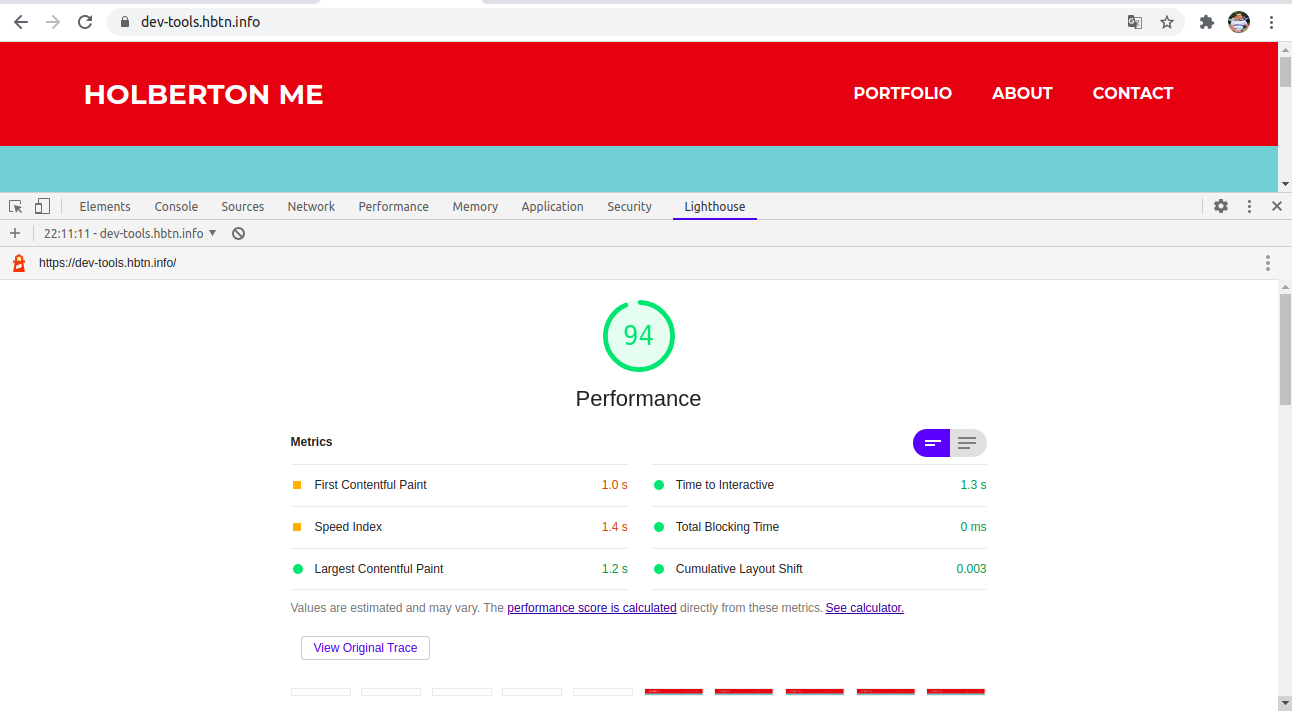 dev-tools.hbtn.info
HOLBERTON ME
PORTFOLIO ABOUT CONTACT
Elements Console Sources Network Performance Memory Application Security Lighthouse
22:11:11 - dev-tools.hbtn.info
https://dev-tools.hbtn.info/
94
Performance
Metrics
First Contentful Paint 1.0 s
Time to Interactive 1.3 s
Speed Index 1.4 s
Total Blocking Time 0 ms
Largest Contentful Paint 1.2 s
Cumulative Layout Shift 0.003
Values are estimated and may vary. The performance score is calculated directly from these metrics. See calculator.
View Original Trace